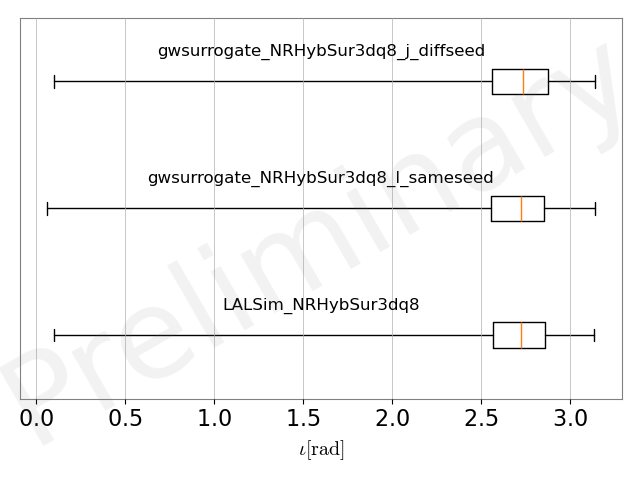 gwsurrogate_NRHybSur3dq8_j_diffseed
gwsurrogate_NRHybSur3dq8_l_sameseed
LALSim_NRHybSur3dq8
Preliminary
0.0 0.5 1.0 1.5 2.0 2.5 3.0
ι[rad]